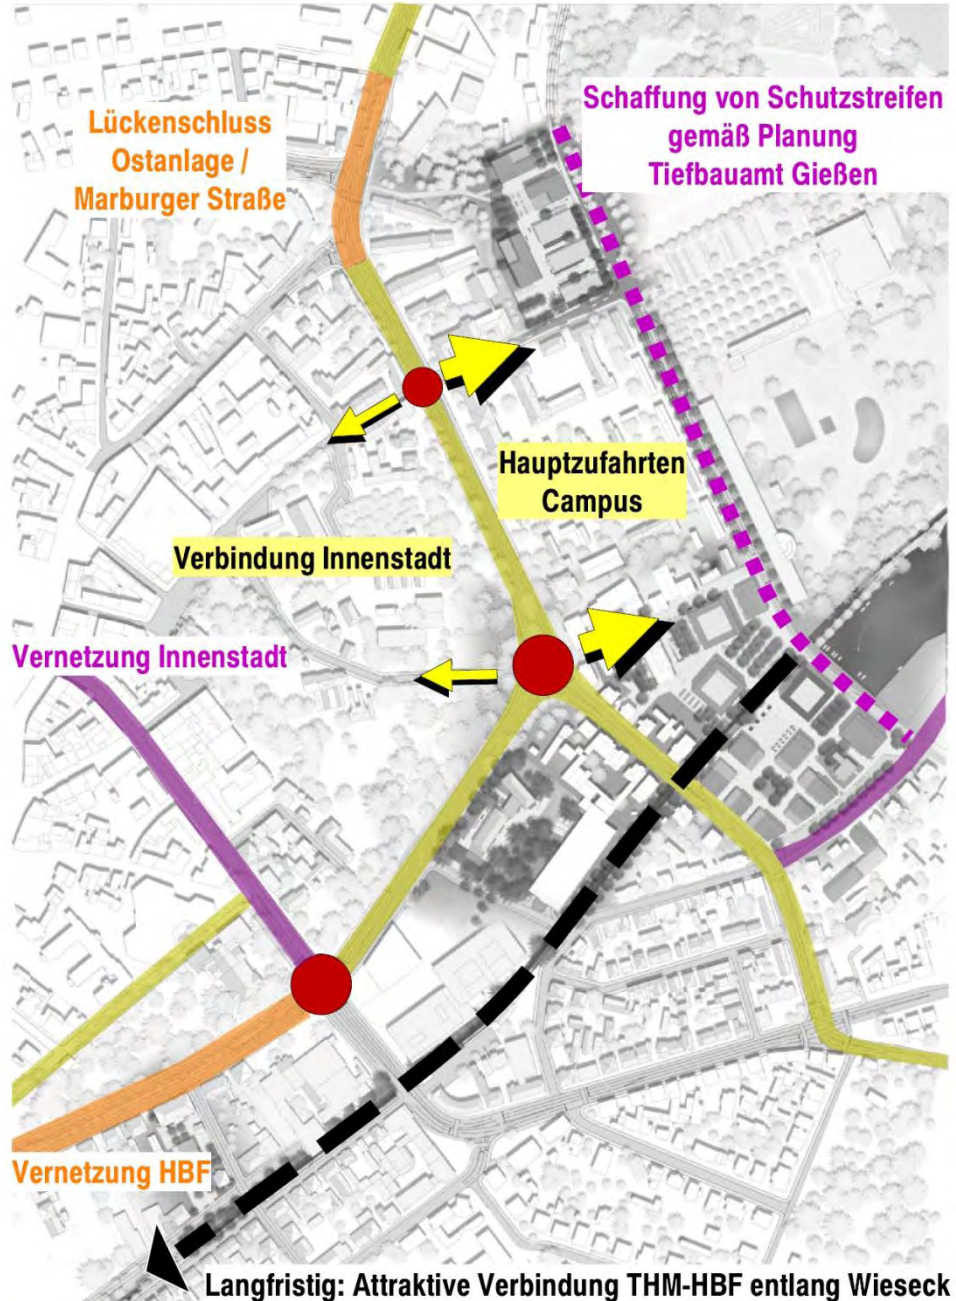 Lückenschluss
Ostanlage /
Marburger Straße
Schaffung von Schutzstreifen
gemäß Planung
Tiefbauamt Gießen
Hauptzufahrten
Campus
Verbindung Innenstadt
Vernetzung Innenstadt
Vernetzung HBF
Langfristig: Attraktive Verbindung THM-HBF entlang Wieseck